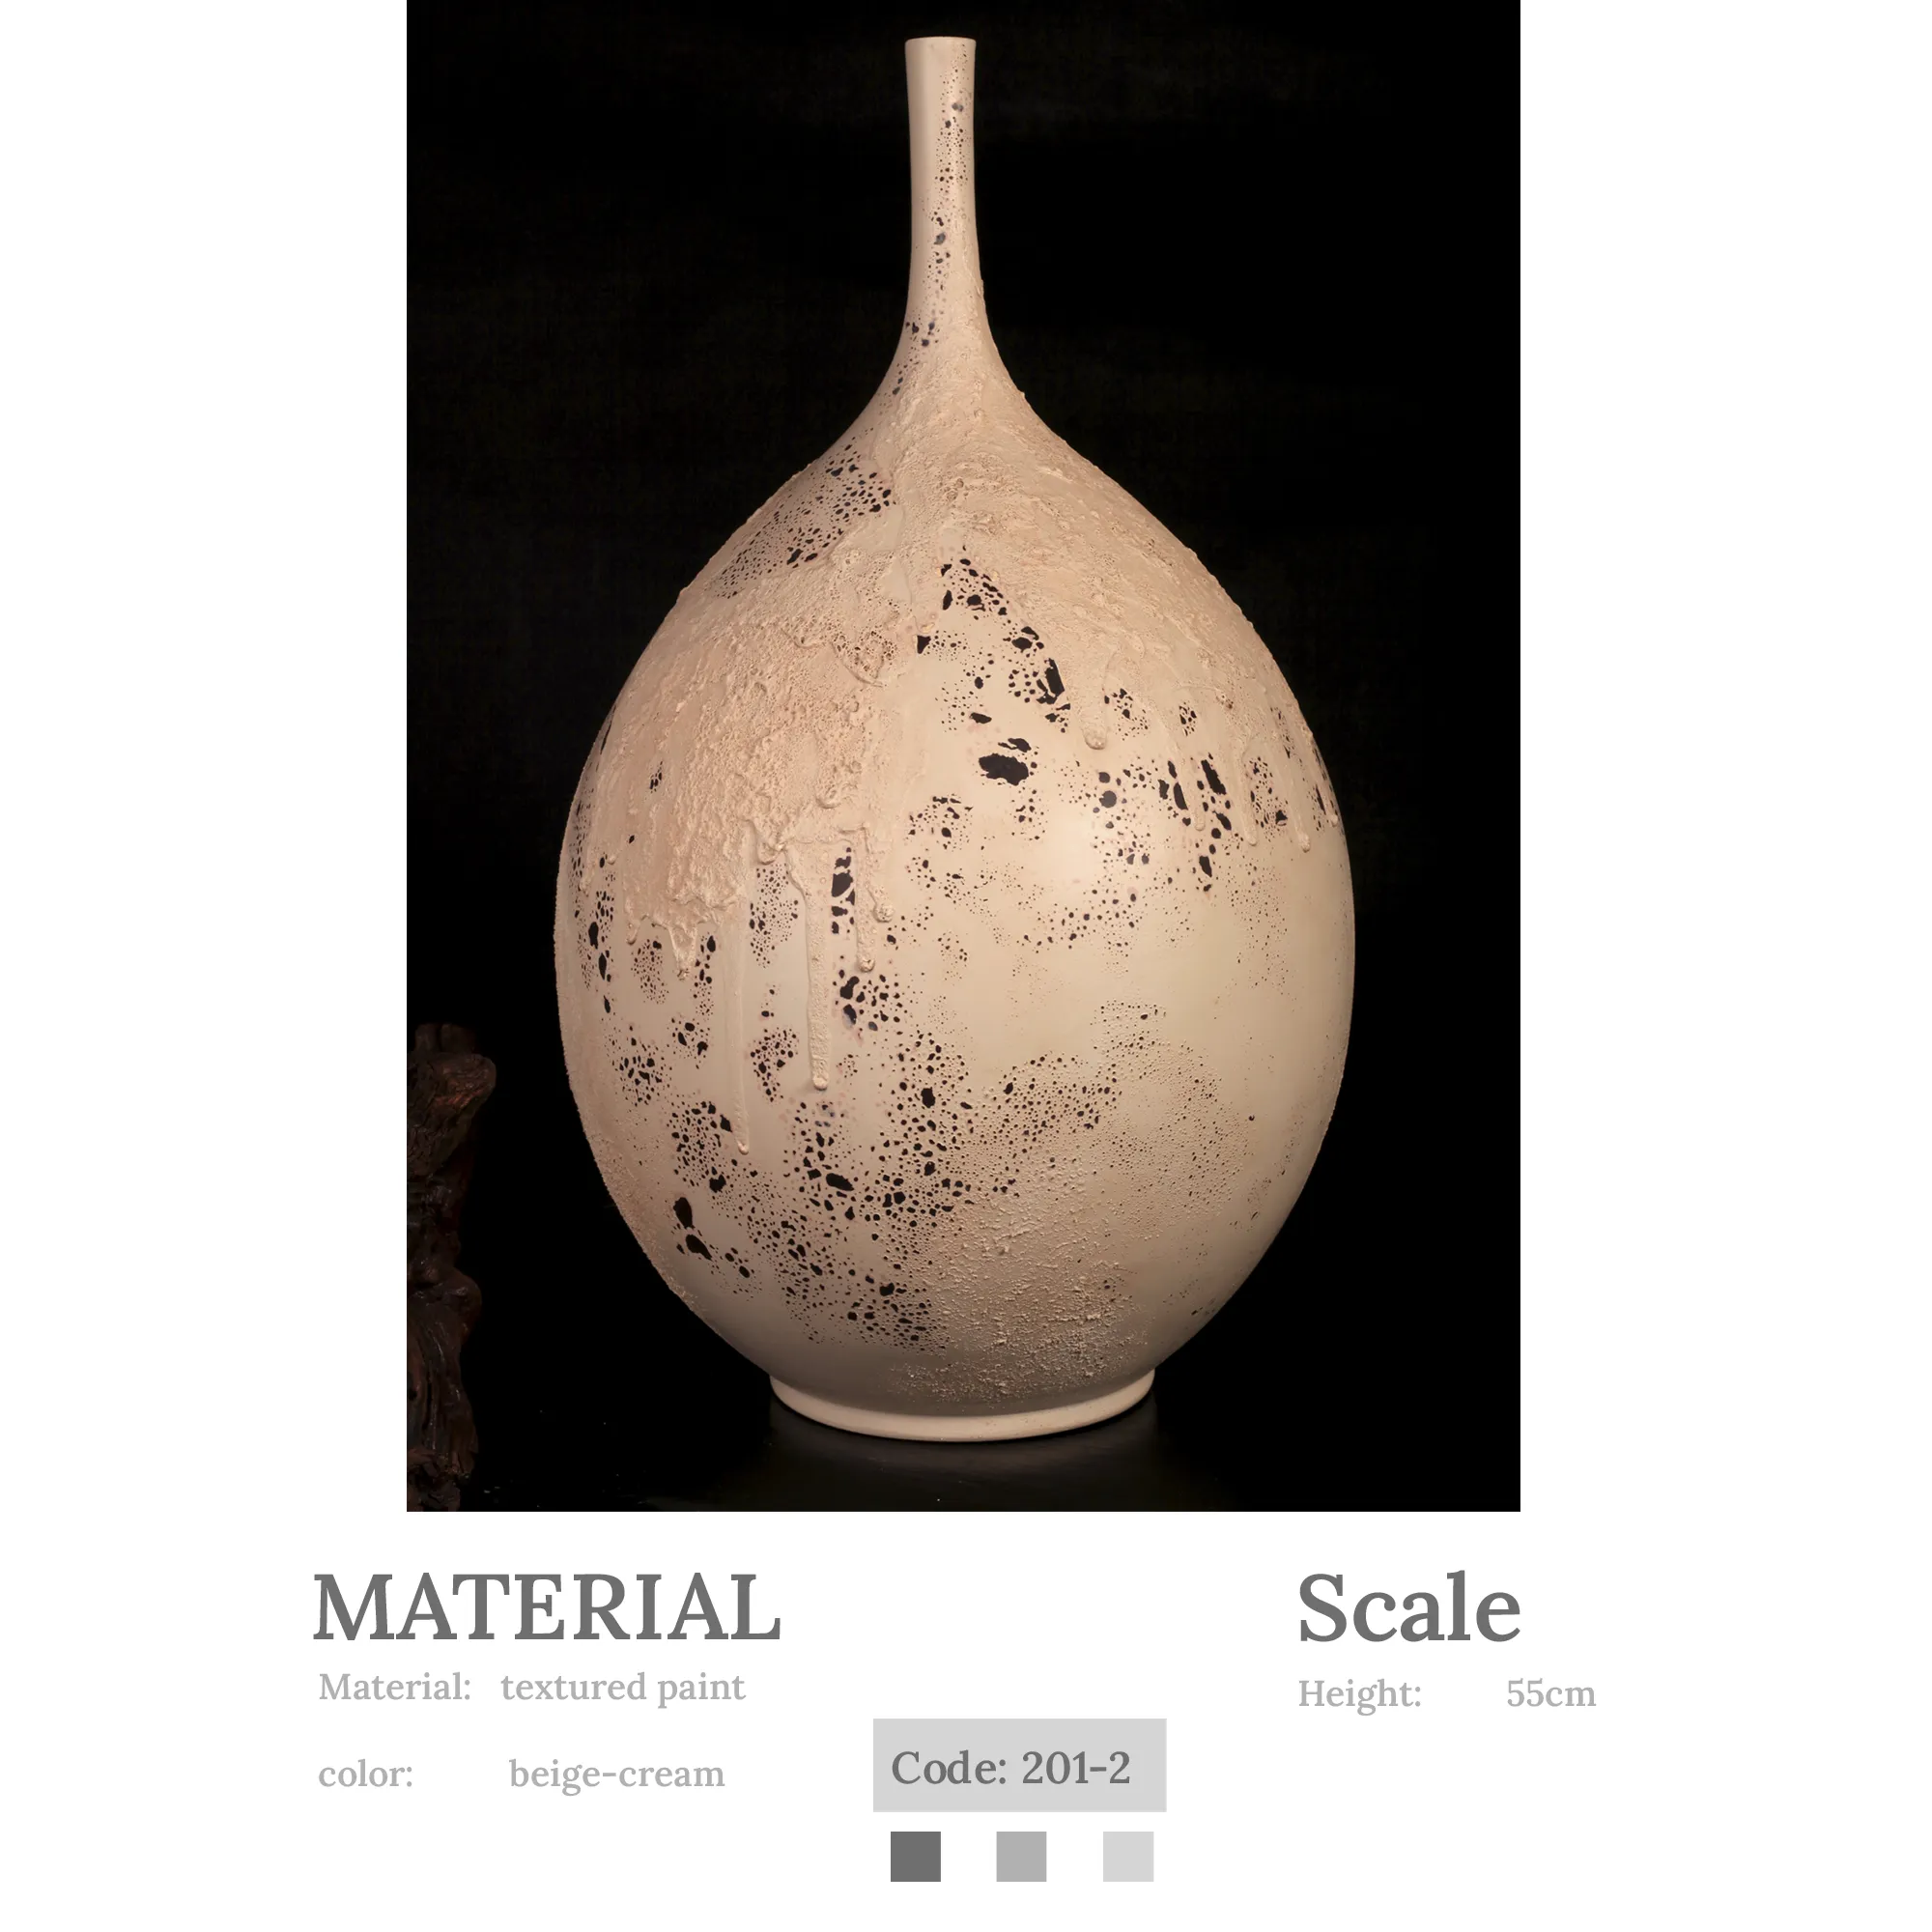 MATERIAL
Material: textured paint
color: beige-cream
Code: 201-2
Scale
Height: 55cm